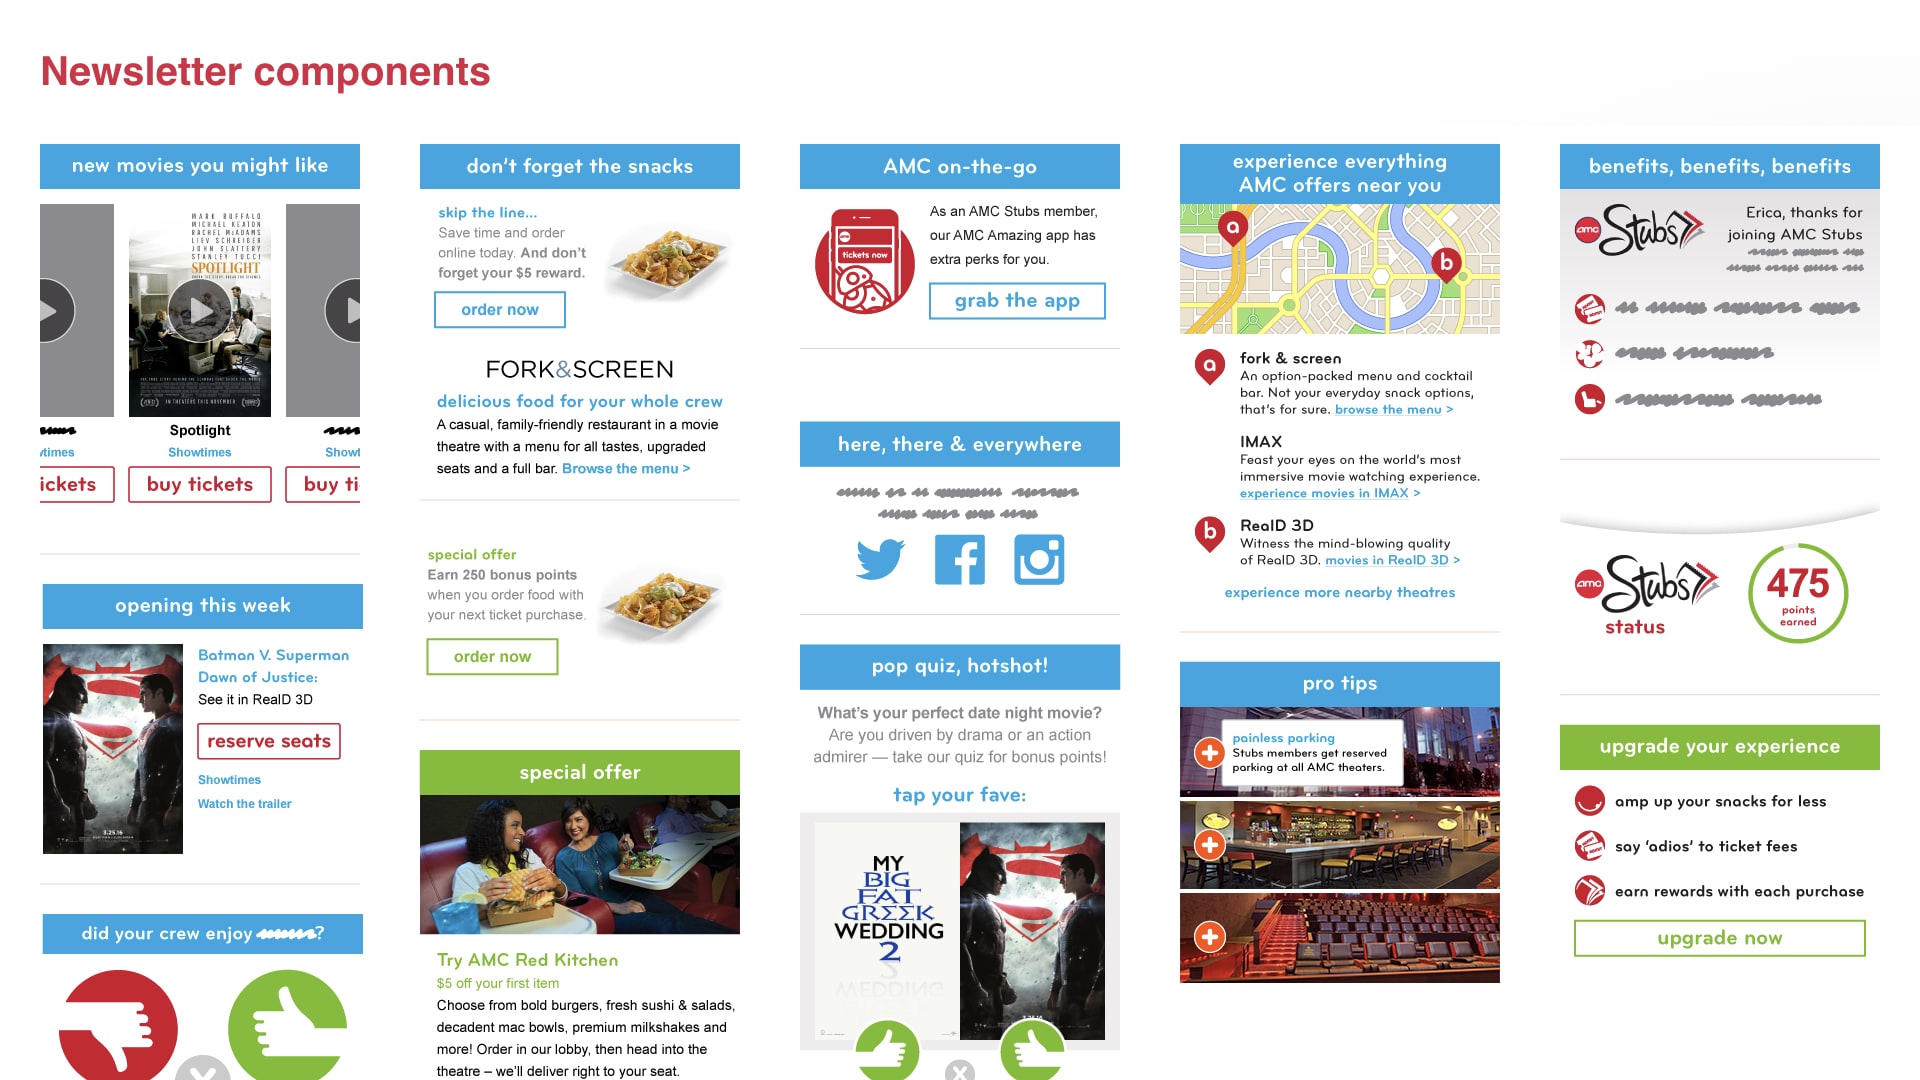 Newsletter components
new movies you might like
MARK RUFFALO
MICHAEL KEATON
RACHEL McADAMS
LIEV SCHREIBER
JOHN SLATTERY
STANLEY TUCCI
SPOTLIGHT
IN THEATERS THIS NOVEMBER
Spotlight
Showtimes
buy tickets
opening this week
Batman V. Superman
Dawn of Justice:
See it in RealD 3D
reserve seats
Showtimes
Watch the trailer
3.25.16
did your crew enjoy ?
don't forget the snacks
skip the line...
Save time and order
online today. And don't
forget your $5 reward.
order now
FORK&SCREEN
delicious food for your whole crew
A casual, family-friendly restaurant in a movie
theatre with a menu for all tastes, upgraded
seats and a full bar. Browse the menu >
special offer
Earn 250 bonus points
when you order food with
your next ticket purchase.
order now
special offer
Try AMC Red Kitchen
$5 off your first item
Choose from bold burgers, fresh sushi & salads,
decadent mac bowls, premium milkshakes and
more! Order in our lobby, then head into the
theatre – we'll deliver right to your seat.
AMC on-the-go
tickets now
As an AMC Stubs member,
our AMC Amazing app has
extra perks for you.
grab the app
here, there & everywhere
pop quiz, hotshot!
What's your perfect date night movie?
Are you driven by drama or an action
admirer — take our quiz for bonus points!
tap your fave:
MY
BIG
FAT
GREEK
WEDDING
2
experience everything
AMC offers near you
a
b
a
fork & screen
An option-packed menu and cocktail
bar. Not your everyday snack options,
that's for sure. browse the menu >
IMAX
Feast your eyes on the world's most
immersive movie watching experience.
experience movies in IMAX >
b
RealD 3D
Witness the mind-blowing quality
of RealD 3D. movies in RealD 3D >
experience more nearby theatres
pro tips
painless parking
Stubs members get reserved
parking at all AMC theaters.
benefits, benefits, benefits
amc Stubs
Erica, thanks for
joining AMC Stubs
amc Stubs
status
475
points
earned
upgrade your experience
amp up your snacks for less
say 'adios' to ticket fees
earn rewards with each purchase
upgrade now